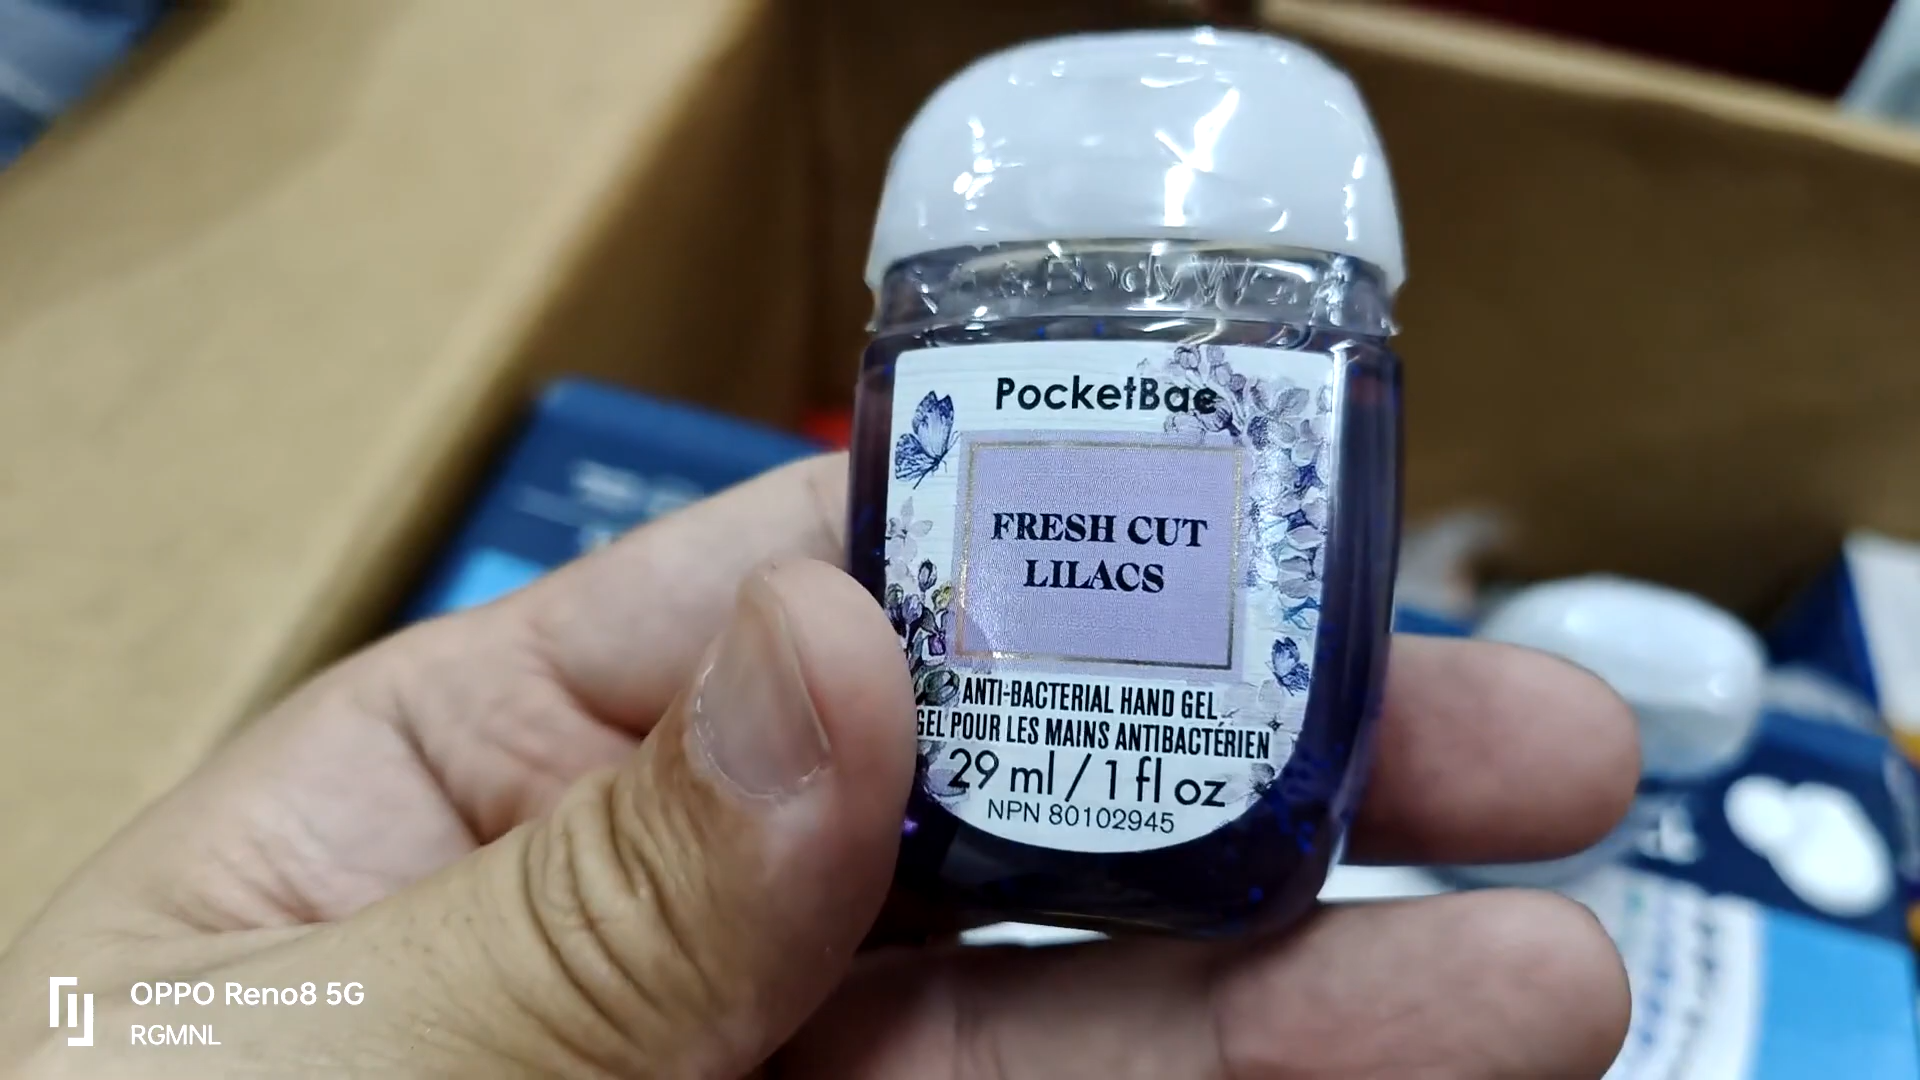 PocketBac
FRESH CUT
LILACS
ANTI-BACTERIAL HAND GEL
GEL POUR LES MAINS ANTIBACTÉRIEN
29 ml / 1 fl oz
NPN 80102945
OPPO Reno8 5G
RGMNL